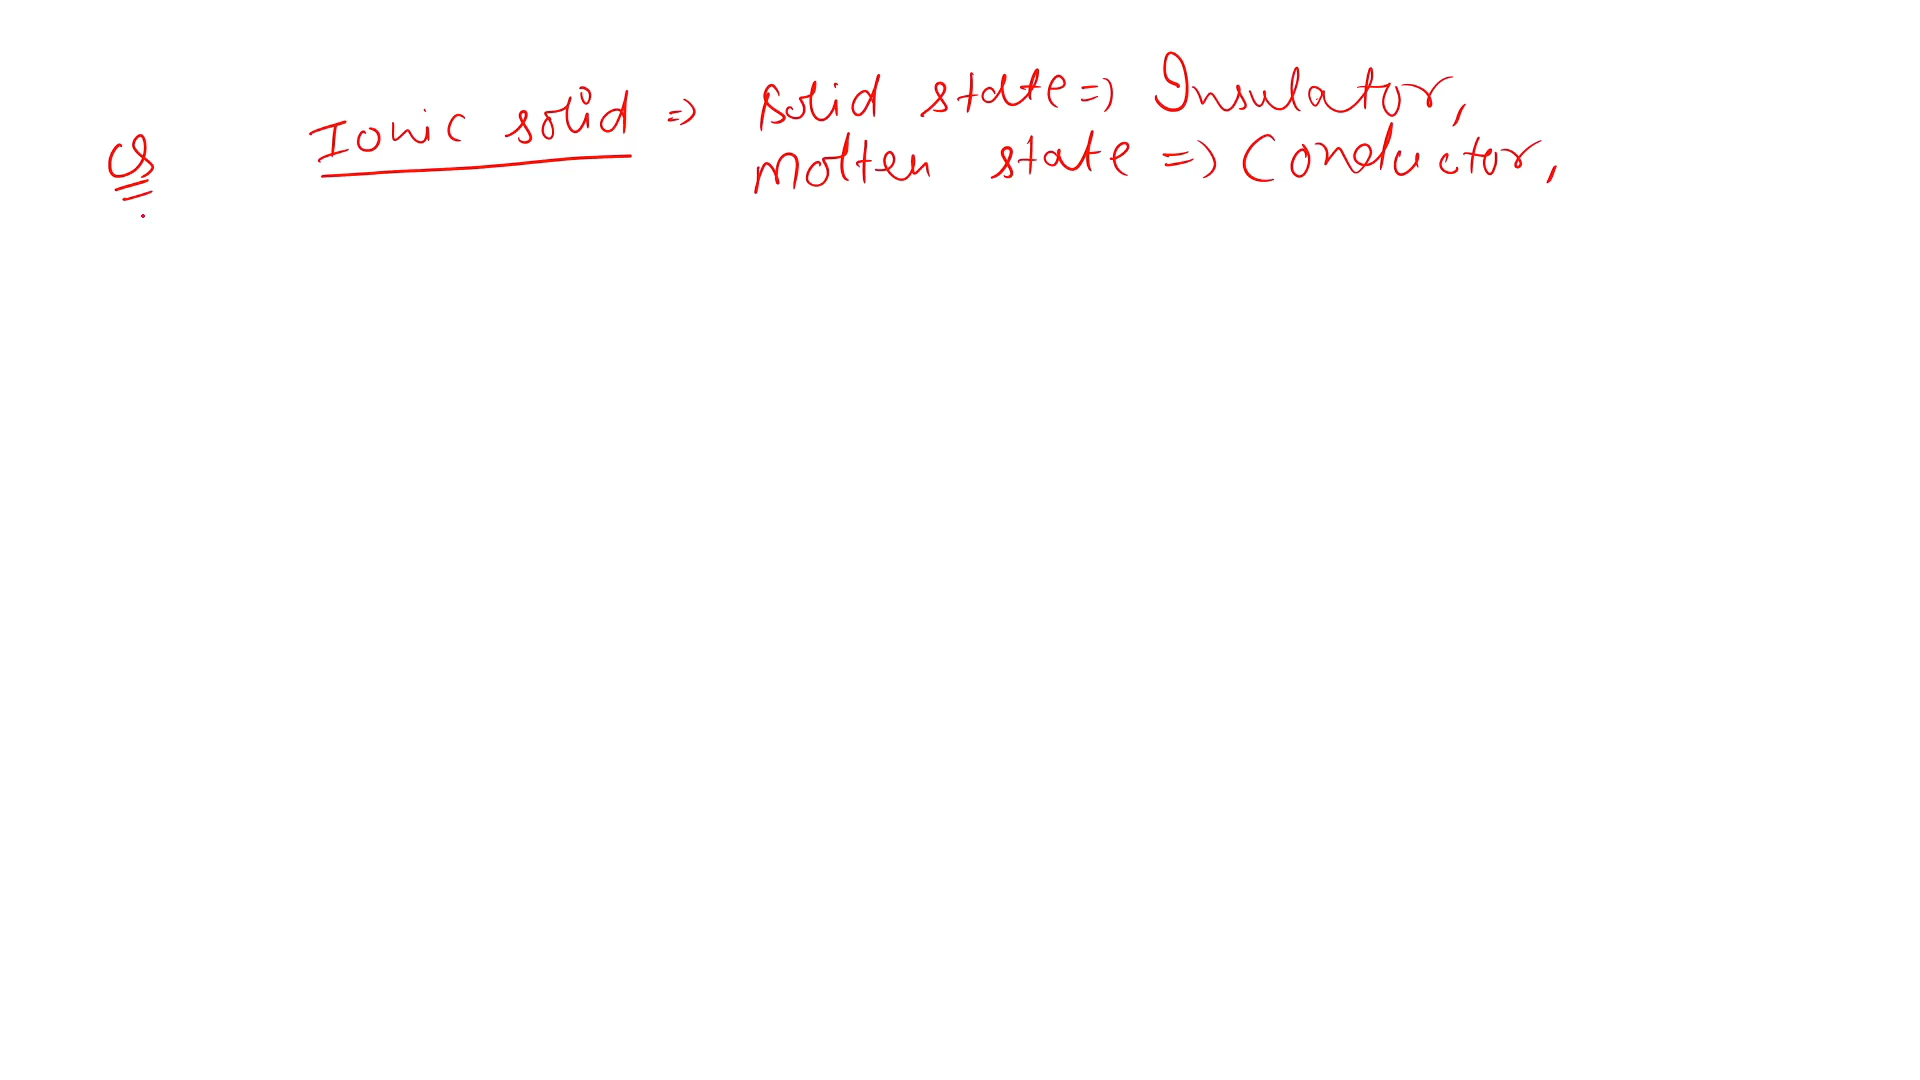 Ionic solid => solid state => Insulator,
molten state => Conductor,